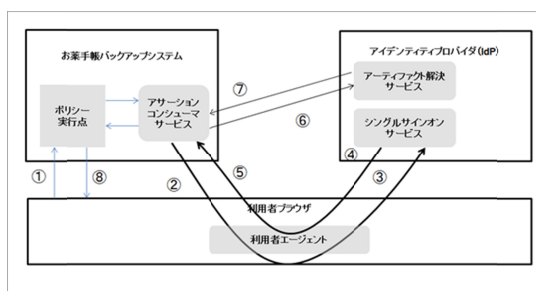 お薬手帳バックアップシステム
アイデンティティプロバイダ(IdP)
ポリシー
実行点
アサーション
コンシューマ
サービス
⑦
アーティファクト解決
サービス
⑥
シングルサインオン
サービス
①
⑧
②
⑤
④
③
利用者ブラウザ
利用者エージェント